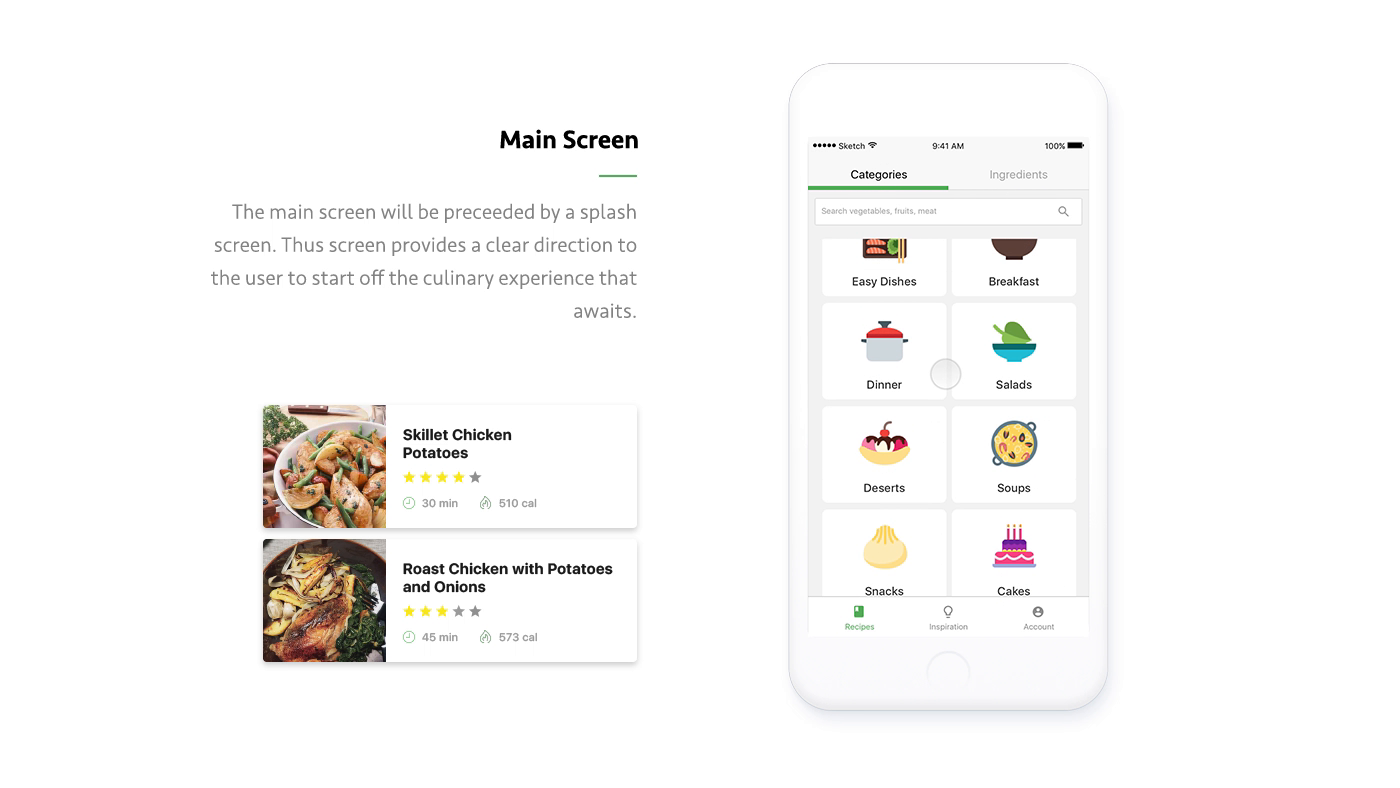 Main Screen
The main screen will be preceeded by a splash
screen. Thus screen provides a clear direction to
the user to start off the culinary experience that
awaits.
Skillet Chicken
Potatoes
30 min 510 cal
Roast Chicken with Potatoes
and Onions
45 min 573 cal
Sketch 9:41 AM 100%
Categories Ingredients
Search vegetables, fruits, meat
Easy Dishes Breakfast
Dinner Salads
Deserts Soups
Snacks Cakes
Recipes Inspiration Account